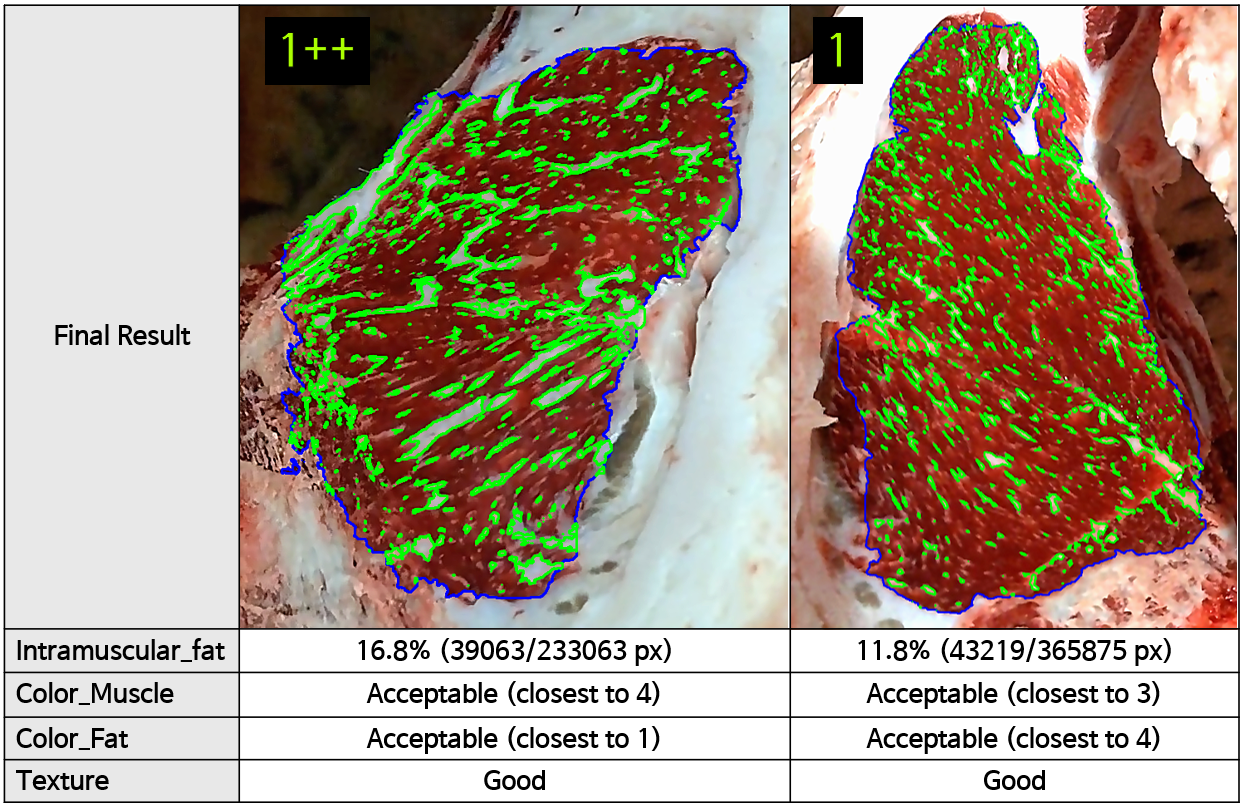 1++
1
Final Result
Intramuscular_fat
16.8% (39063/233063 px)
11.8% (43219/365875 px)
Color_Muscle
Acceptable (closest to 4)
Acceptable (closest to 3)
Color_Fat
Acceptable (closest to 1)
Acceptable (closest to 4)
Texture
Good
Good